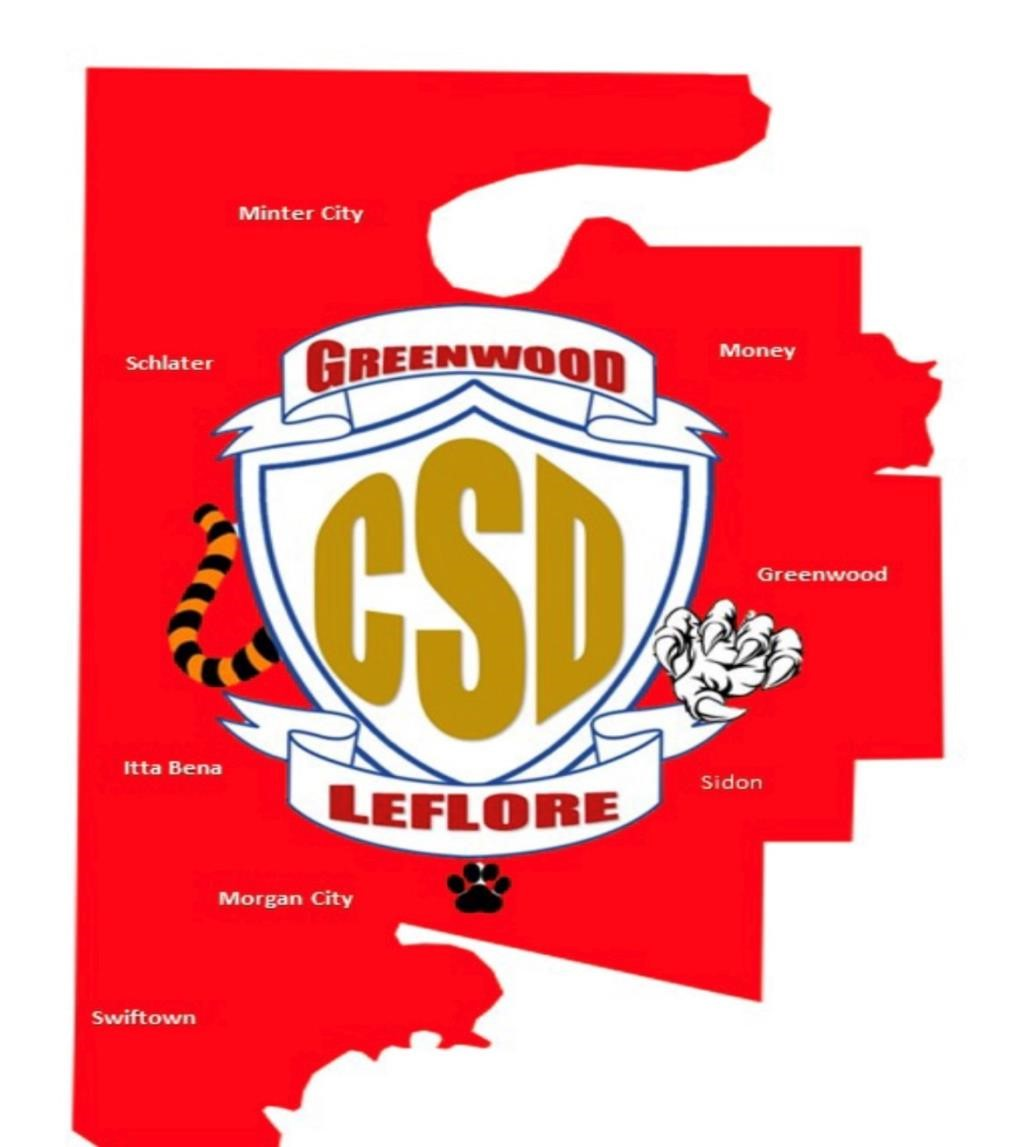 Minter City
Schlater
Money
GREENWOOD
CSD
Greenwood
Itta Bena
Sidon
LEFLORE
Morgan City
Swiftown